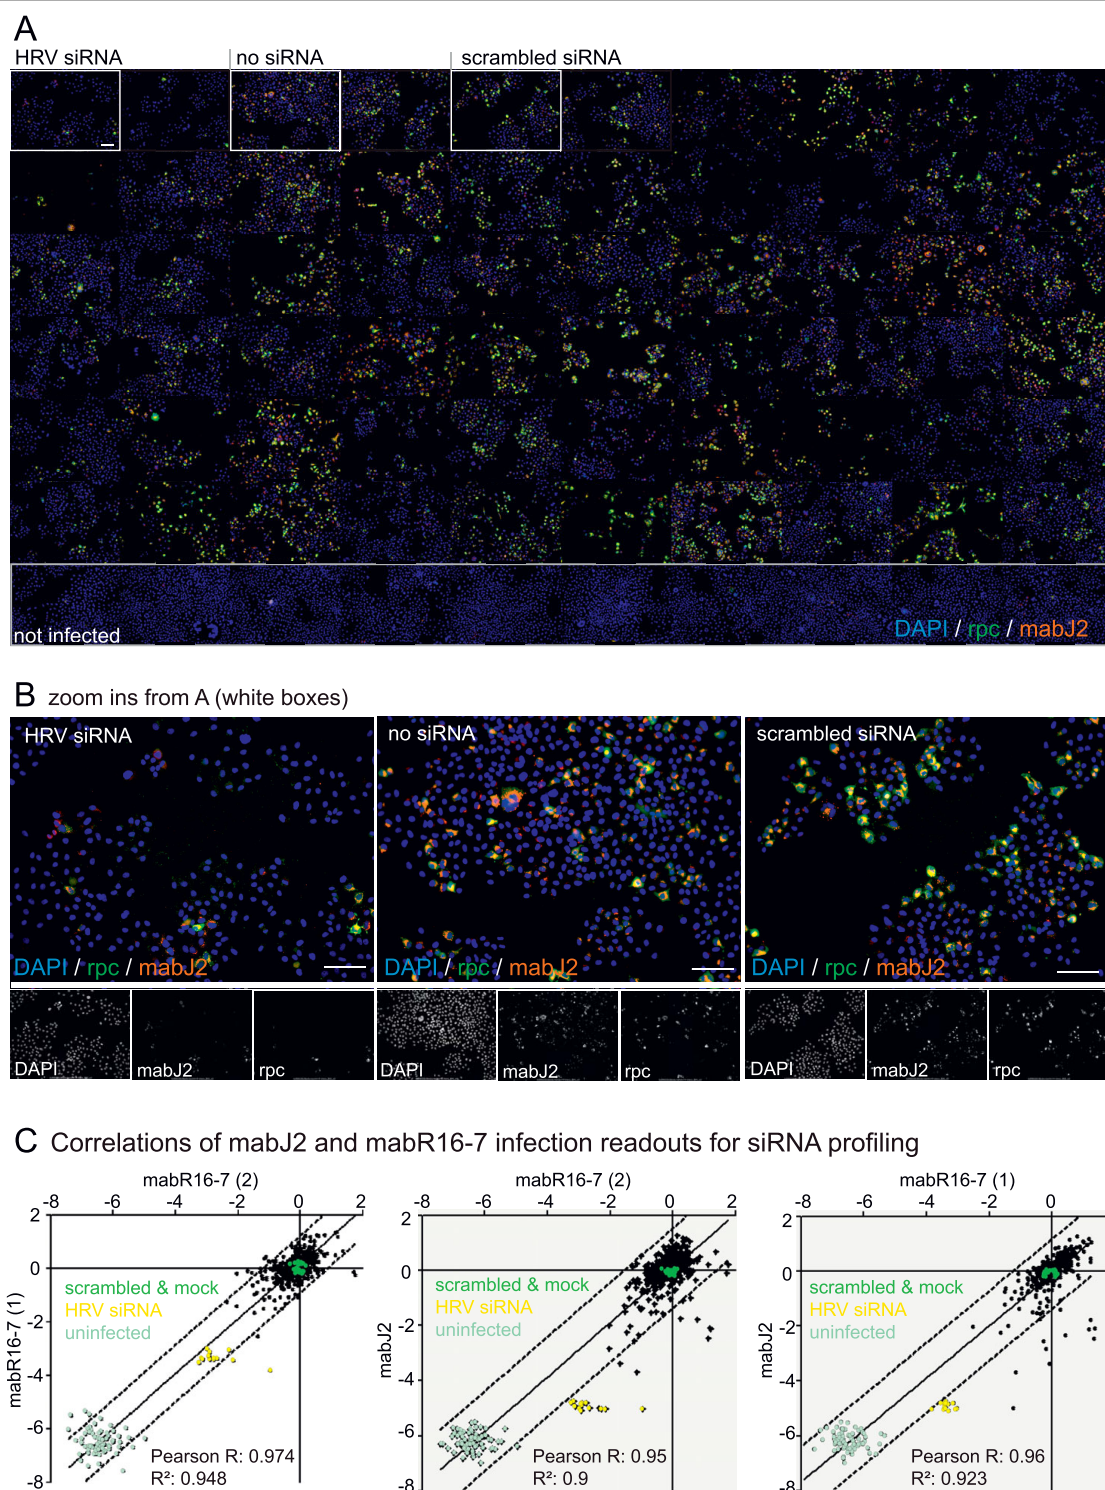 A
HRV siRNA
no siRNA
scrambled siRNA
not infected
DAPI / rpc / mabJ2
B zoom ins from A (white boxes)
HRV siRNA
DAPI / rpc / mabJ2
no siRNA
DAPI / rpc / mabJ2
scrambled siRNA
DAPI / rpc / mabJ2
DAPI
mabJ2
rpc
DAPI
mabJ2
rpc
DAPI
mabJ2
rpc
C Correlations of mabJ2 and mabR16-7 infection readouts for siRNA profiling
mabR16-7 (2)
-8 -6 -4 -2 0 2
mabR16-7 (1)
2
0
-2
-4
-6
-8
scrambled & mock
HRV siRNA
uninfected
Pearson R: 0.974
R²: 0.948
mabR16-7 (2)
-8 -6 -4 -2 0 2
mabJ2
2
0
-2
-4
-6
-8
scrambled & mock
HRV siRNA
uninfected
Pearson R: 0.95
R²: 0.9
mabR16-7 (1)
-8 -6 -4 -2 0
mabJ2
2
0
-2
-4
-6
-8
scrambled & mock
HRV siRNA
uninfected
Pearson R: 0.96
R²: 0.923